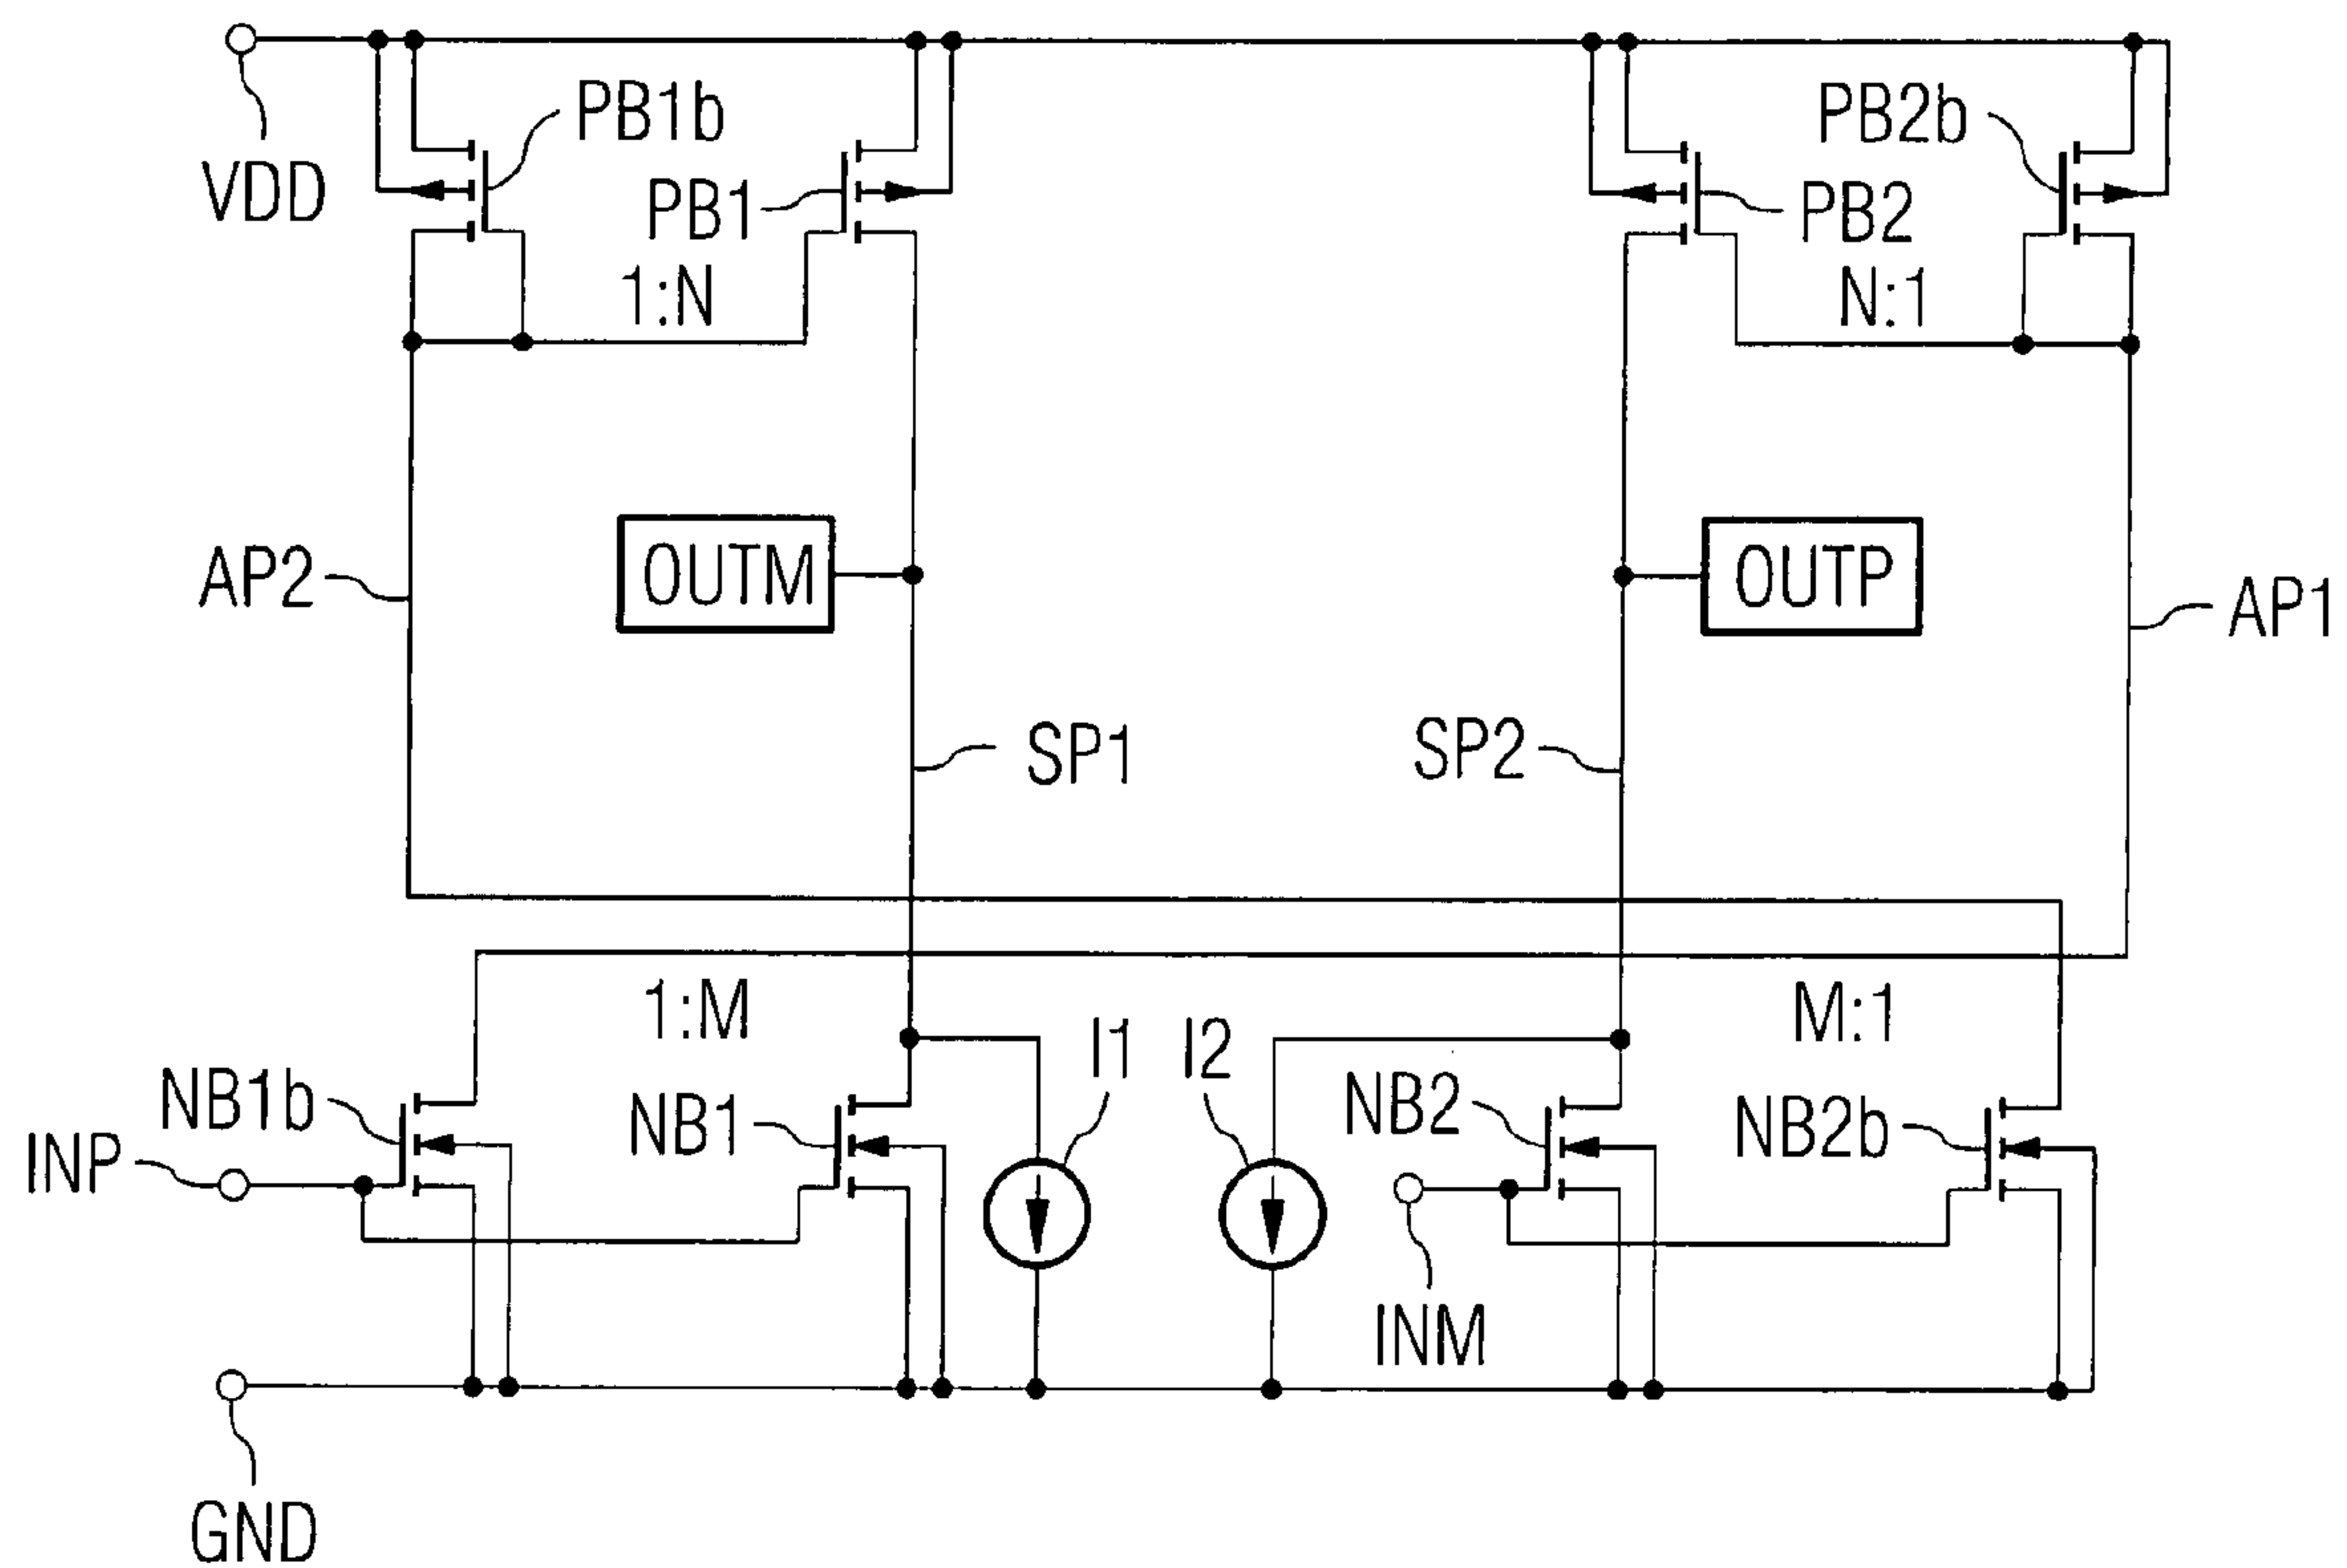 VDD
PB1b
PB1
1:N
PB2b
PB2
N:1
OUTM
OUTP
AP2
AP1
SP1
SP2
1:M
M:1
I1
I2
NB1b
NB1
NB2
NB2b
INP
INM
GND